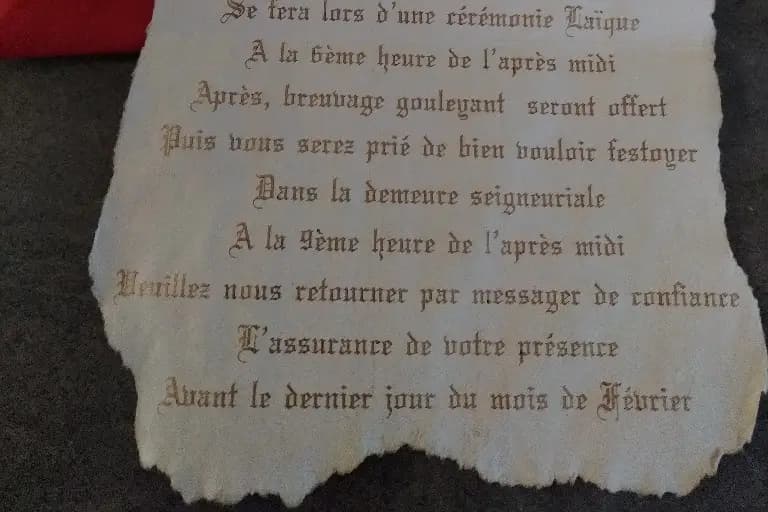 Se fera lors d'une cérémonie Laïque
A la 6ème heure de l'après midi
Après, breuvage gouleyant seront offert
Puis vous serez prié de bien vouloir festoyer
Dans la demeure seigneuriale
A la 9ème heure de l'après midi
Veuillez nous retourner par messager de confiance
L'assurance de votre présence
Avant le dernier jour du mois de Février